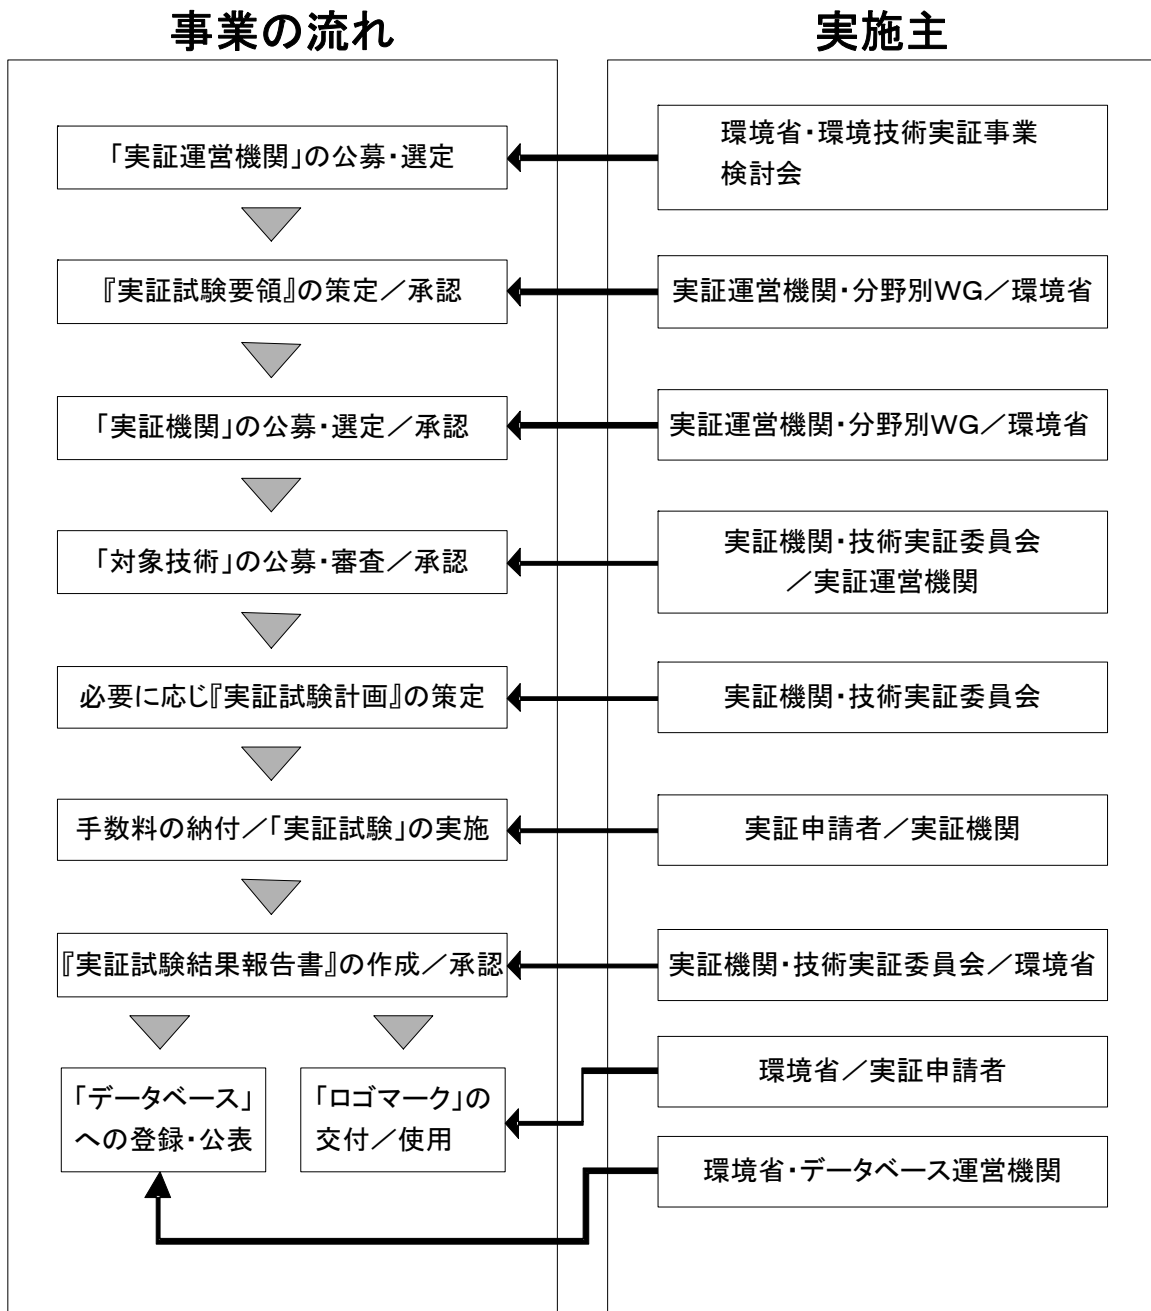 事業の流れ
実施主
「実証運営機関」の公募・選定
環境省・環境技術実証事業
検討会
『実証試験要領』の策定／承認
実証運営機関・分野別WG／環境省
「実証機関」の公募・選定／承認
実証運営機関・分野別WG／環境省
「対象技術」の公募・審査／承認
実証機関・技術実証委員会
／実証運営機関
必要に応じ『実証試験計画』の策定
実証機関・技術実証委員会
手数料の納付／「実証試験」の実施
実証申請者／実証機関
『実証試験結果報告書』の作成／承認
実証機関・技術実証委員会／環境省
「データベース」
への登録・公表
「ロゴマーク」の
交付／使用
環境省／実証申請者
環境省・データベース運営機関